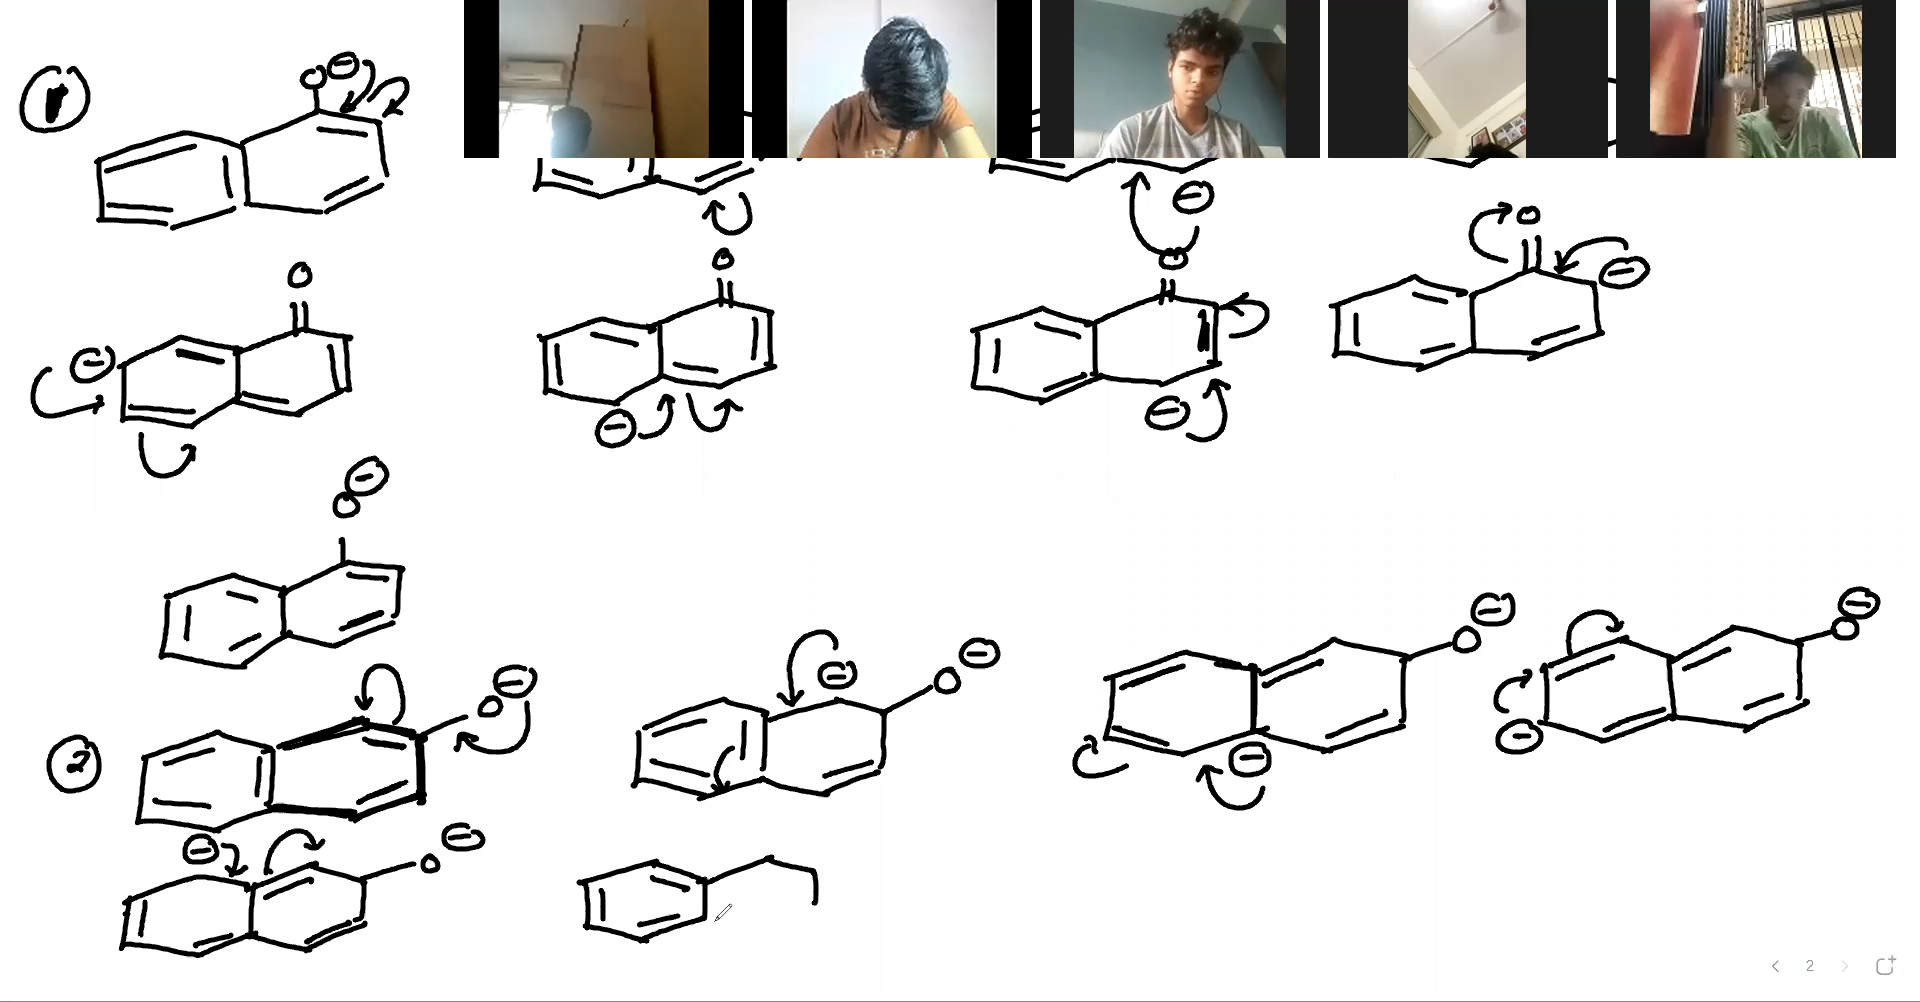 1
O ⊖
⊖
O O O O ⊖
⊖
⊖ ⊖
⊖
O
⊖ ⊖ ⊖
O ⊖ O O
2 O ⊖ ⊖
⊖ ⊖
⊖ O
2